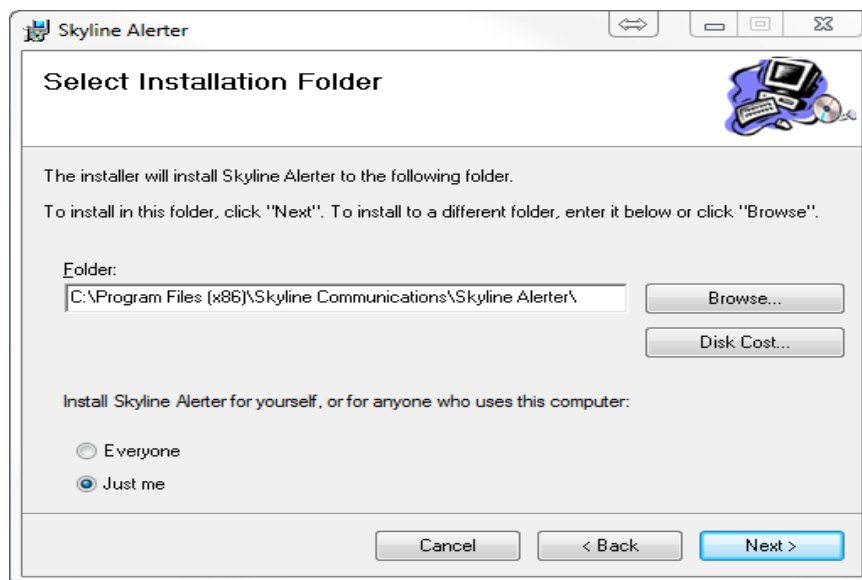 Skyline Alerter
Select Installation Folder
The installer will install Skyline Alerter to the following folder.
To install in this folder, click "Next". To install to a different folder, enter it below or click "Browse".
Folder:
C:\Program Files (x86)\Skyline Communications\Skyline Alerter\
Browse...
Disk Cost...
Install Skyline Alerter for yourself, or for anyone who uses this computer:
Everyone
Just me
Cancel
< Back
Next >